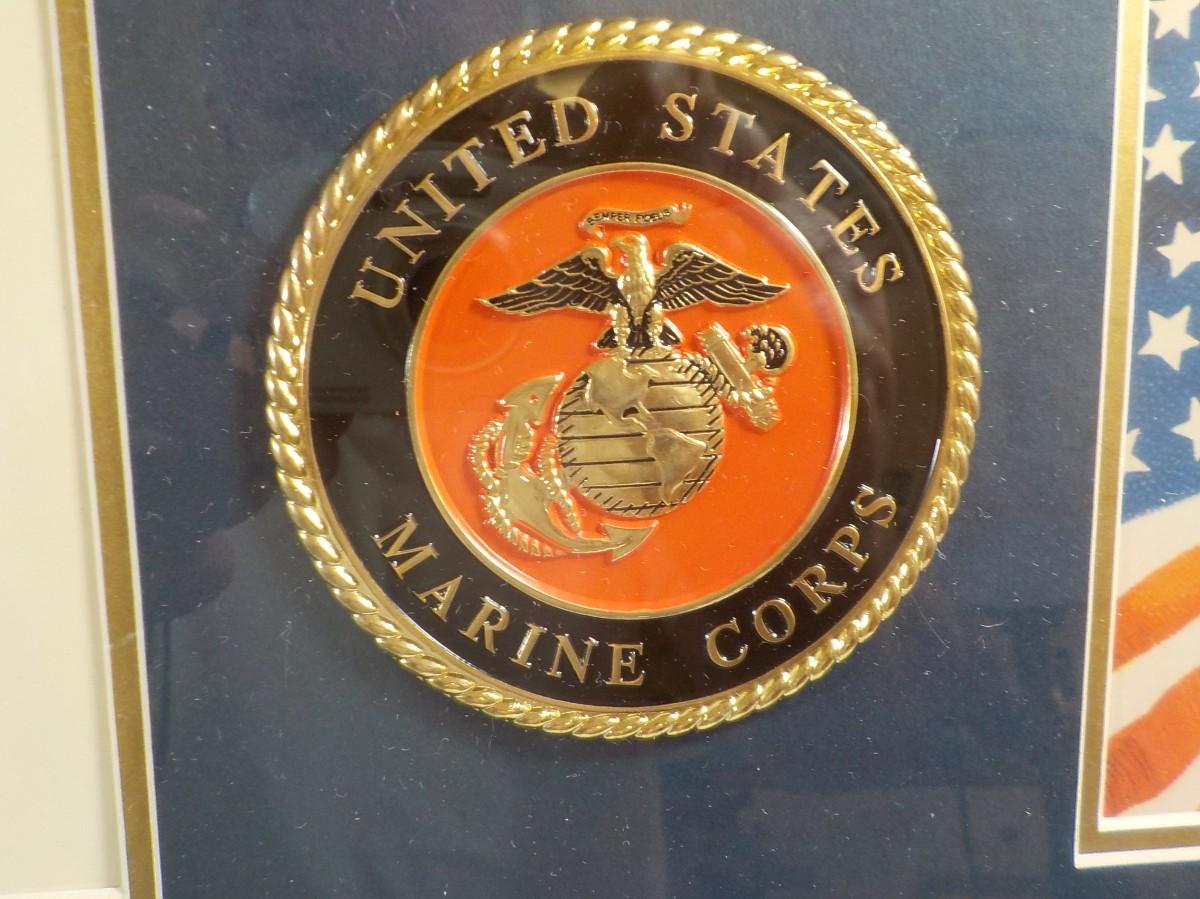 UNITED STATES
SEMPER FIDELIS
MARINE CORPS